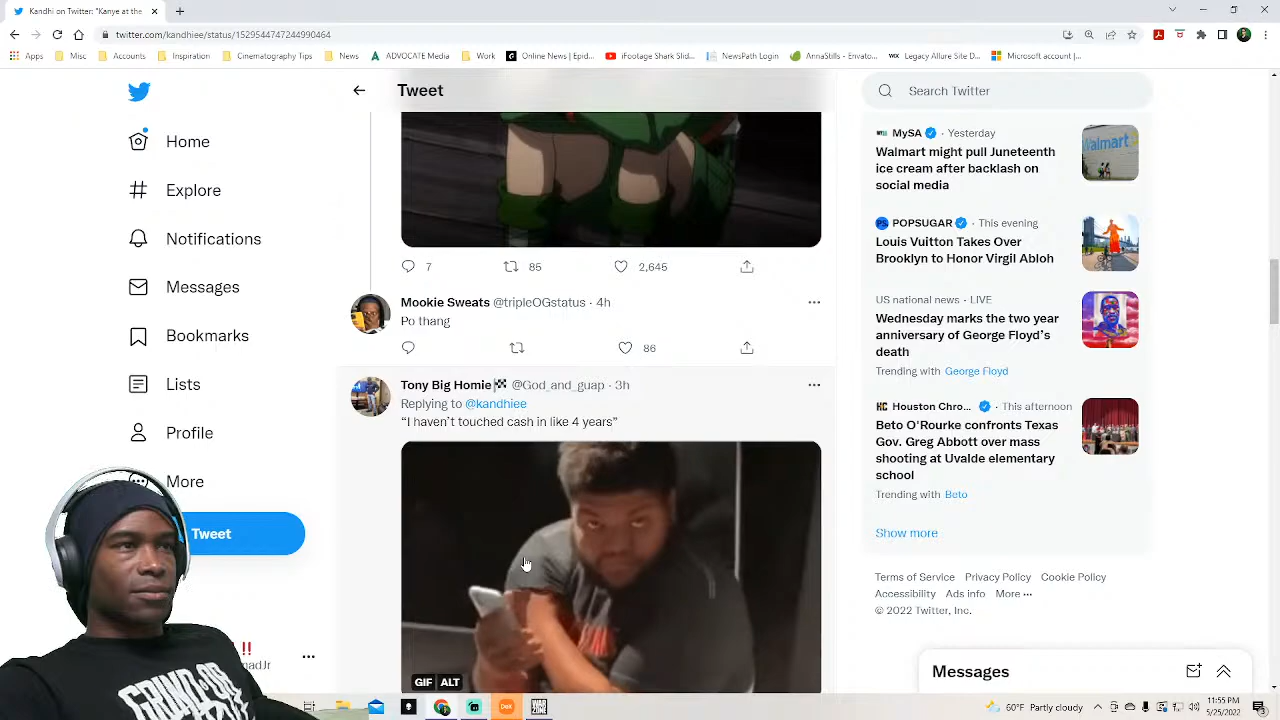 Kandhi on Twitter: "Kanye at the
twitter.com/kandhiee/status/1529544747244990464
Apps
Misc
Accounts
Inspiration
Cinematography Tips
News
ADVOCATE Media
Work
Online News | Epid...
iFootage Shark Slid...
NewsPath Login
AnnaSills - Envato...
WIX
Legacy Allure Site D...
Microsoft account |...
Home
Explore
Notifications
Messages
Bookmarks
Lists
Profile
More
Tweet
!!
madJr
Tweet
7
85
2,645
Mookie Sweats @tripleOGstatus · 4h
Po thang
86
Tony Big Homie @God_and_guap · 3h
Replying to @kandhiee
“I haven’t touched cash in like 4 years”
GIF ALT
Search Twitter
MySA · Yesterday
Walmart might pull Juneteenth
ice cream after backlash on
social media
Walmart
POPSUGAR · This evening
Louis Vuitton Takes Over
Brooklyn to Honor Virgil Abloh
US national news · LIVE
Wednesday marks the two year
anniversary of George Floyd’s
death
Trending with George Floyd
Houston Chro... · This afternoon
Beto O'Rourke confronts Texas
Gov. Greg Abbott over mass
shooting at Uvalde elementary
school
Trending with Beto
Show more
Terms of Service Privacy Policy Cookie Policy
Accessibility Ads info More ···
© 2022 Twitter, Inc.
Messages
GRIND
Dek
56°F Partly cloudy
11:55 PM
5/25/2022